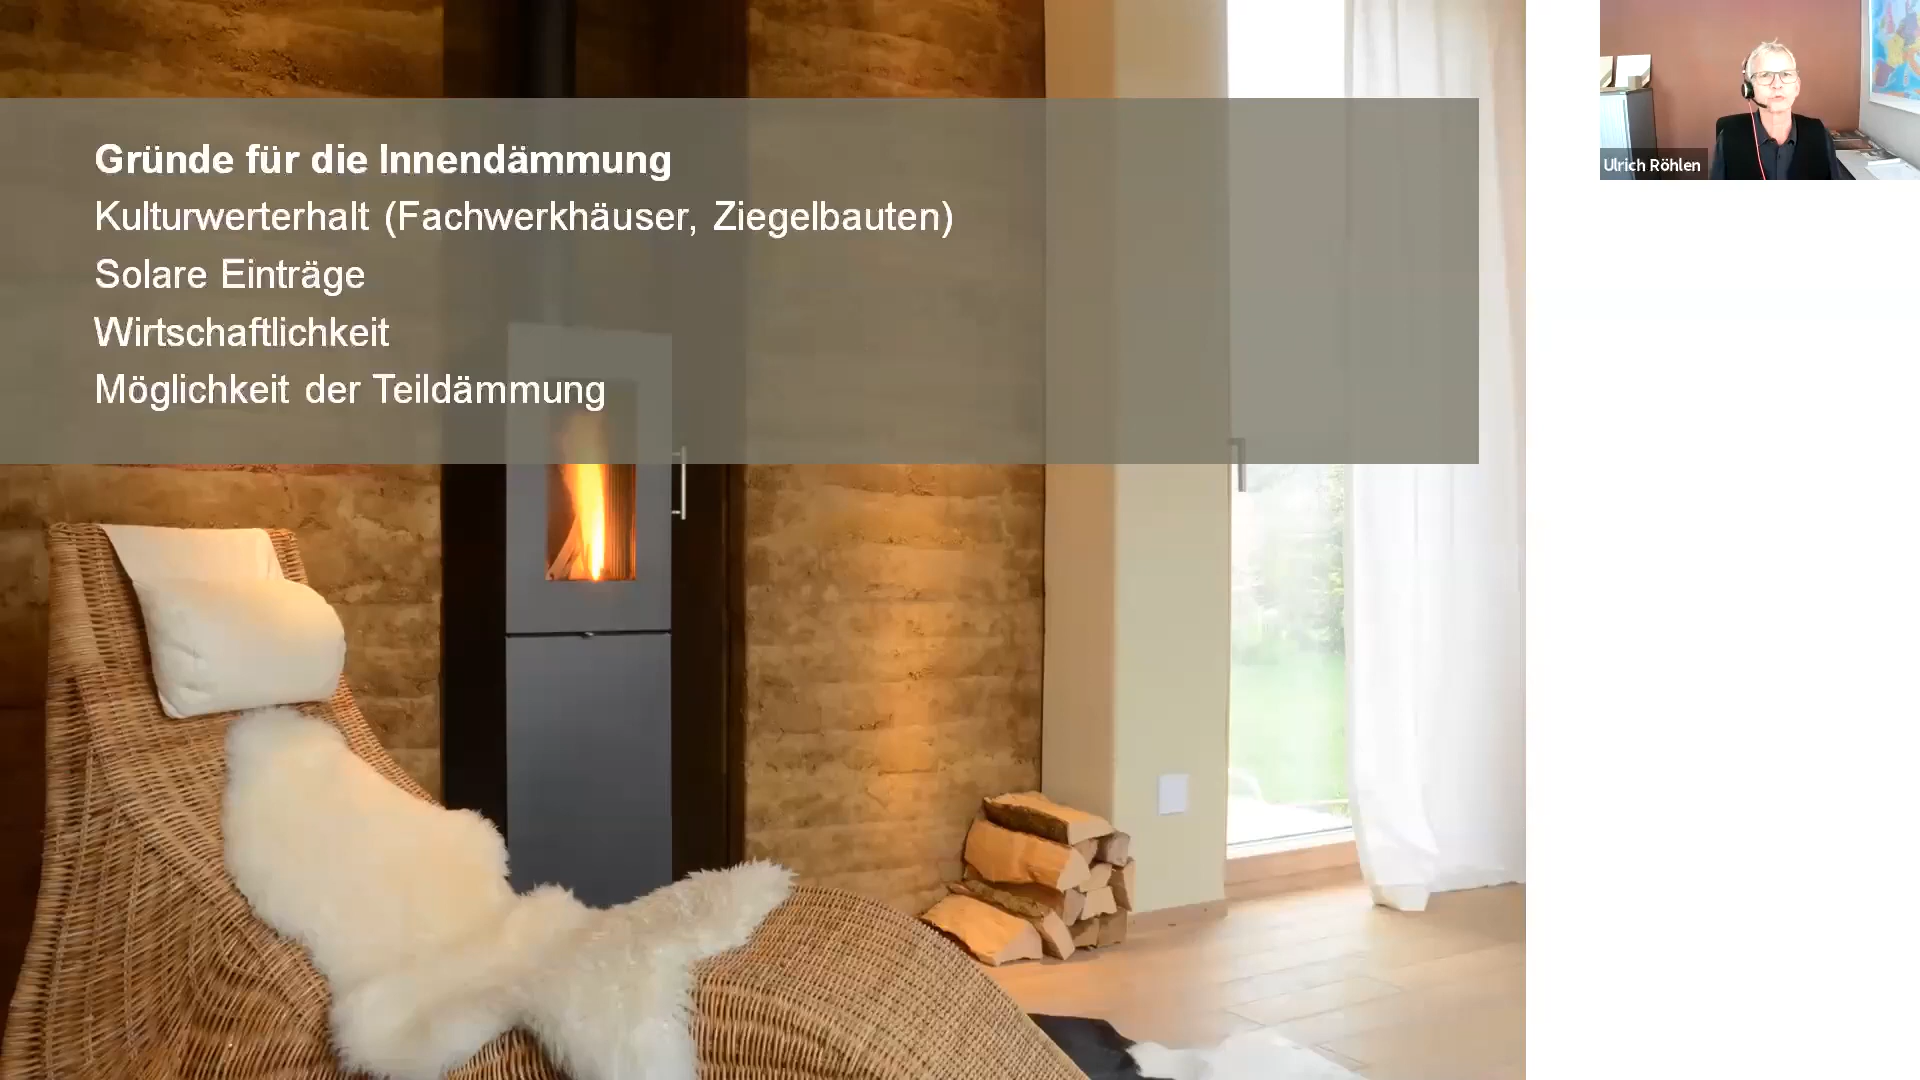 Gründe für die Innendämmung
Kulturwerterhalt (Fachwerkhäuser, Ziegelbauten)
Solare Einträge
Wirtschaftlichkeit
Möglichkeit der Teildämmung
Ulrich Röhlen